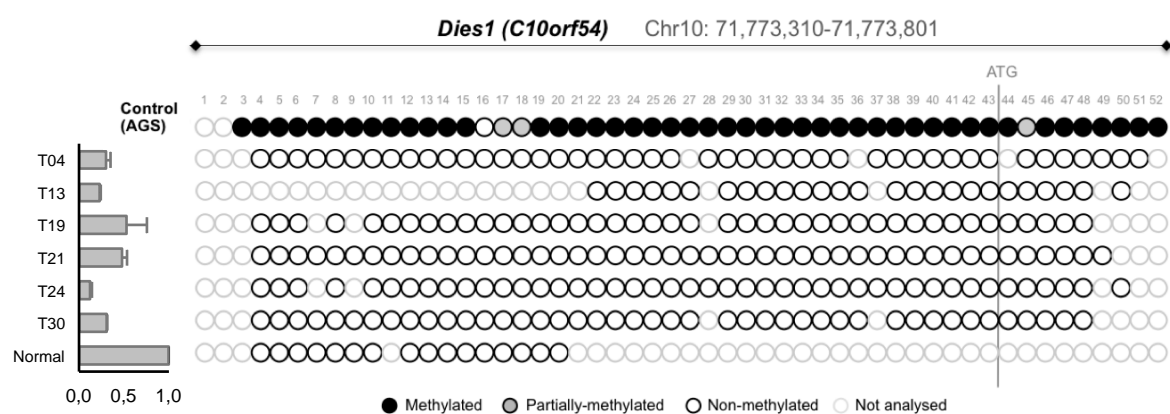 Dies1 (C10orf54) Chr10: 71,773,310-71,773,801
ATG
1 2 3 4 5 6 7 8 9 10 11 12 13 14 15 16 17 18 19 20 21 22 23 24 25 26 27 28 29 30 31 32 33 34 35 36 37 38 39 40 41 42 43 44 45 46 47 48 49 50 51 52
Control
(AGS)
T04
T13
T19
T21
T24
T30
Normal
0,0 0,5 1,0
Methylated Partially-methylated Non-methylated Not analysed